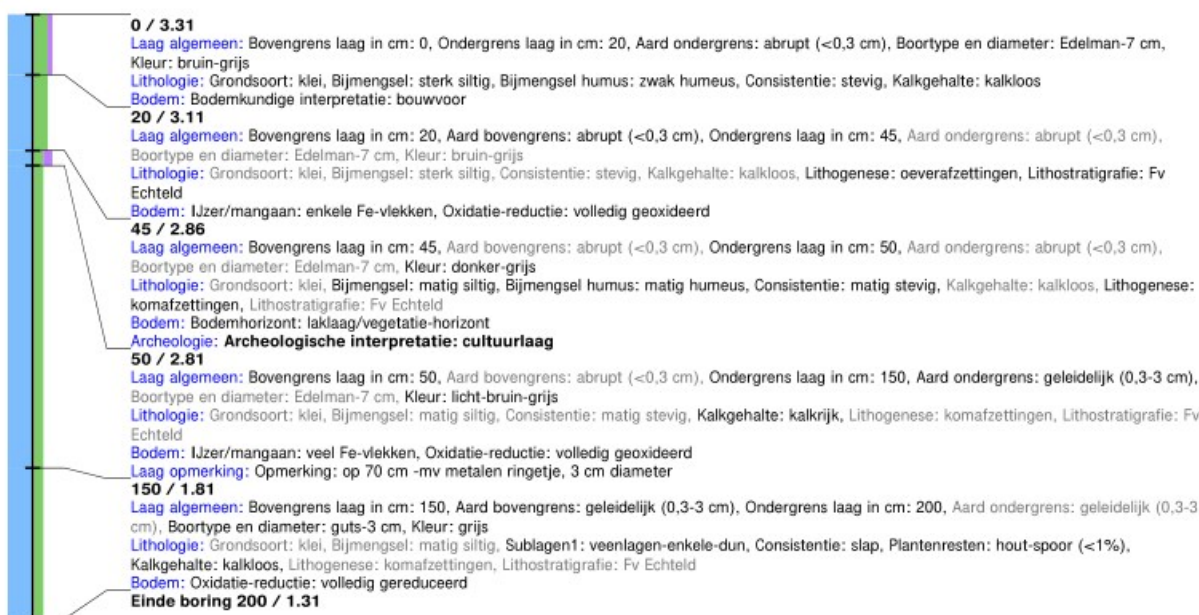 0 / 3.31
Laag algemeen: Bovengrens laag in cm: 0, Ondergrens laag in cm: 20, Aard ondergrens: abrupt (<0,3 cm), Boortype en diameter: Edelman-7 cm,
Kleur: bruin-grijs
Lithologie: Grondsoort: klei, Bijmengsel: sterk siltig, Bijmengsel humus: zwak humeus, Consistentie: stevig, Kalkgehalte: kalkloos
Bodem: Bodemkundige interpretatie: bouwvoor
20 / 3.11
Laag algemeen: Bovengrens laag in cm: 20, Aard bovengrens: abrupt (<0,3 cm), Ondergrens laag in cm: 45, Aard ondergrens: abrupt (<0,3 cm),
Boortype en diameter: Edelman-7 cm, Kleur: bruin-grijs
Lithologie: Grondsoort: klei, Bijmengsel: sterk siltig, Consistentie: stevig, Kalkgehalte: kalkloos, Lithogenese: oeverafzettingen, Lithostratigrafie: Fv
Echteld
Bodem: IJzer/mangaan: enkele Fe-vlekken, Oxidatie-reductie: volledig geoxideerd
45 / 2.86
Laag algemeen: Bovengrens laag in cm: 45, Aard bovengrens: abrupt (<0,3 cm), Ondergrens laag in cm: 50, Aard ondergrens: abrupt (<0,3 cm),
Boortype en diameter: Edelman-7 cm, Kleur: donker-grijs
Lithologie: Grondsoort: klei, Bijmengsel: matig siltig, Bijmengsel humus: matig humeus, Consistentie: matig stevig, Kalkgehalte: kalkloos, Lithogenese:
komafzettingen, Lithostratigrafie: Fv Echteld
Bodem: Bodemhorizont: laklaag/vegetatie-horizont
Archeologie: Archeologische interpretatie: cultuurlaag
50 / 2.81
Laag algemeen: Bovengrens laag in cm: 50, Aard bovengrens: abrupt (<0,3 cm), Ondergrens laag in cm: 150, Aard ondergrens: geleidelijk (0,3-3 cm),
Boortype en diameter: Edelman-7 cm, Kleur: licht-bruin-grijs
Lithologie: Grondsoort: klei, Bijmengsel: matig siltig, Consistentie: matig stevig, Kalkgehalte: kalkrijk, Lithogenese: komafzettingen, Lithostratigrafie: Fv
Echteld
Bodem: IJzer/mangaan: veel Fe-vlekken, Oxidatie-reductie: volledig geoxideerd
Laag opmerking: Opmerking: op 70 cm -mv metalen ringetje, 3 cm diameter
150 / 1.81
Laag algemeen: Bovengrens laag in cm: 150, Aard bovengrens: geleidelijk (0,3-3 cm), Ondergrens laag in cm: 200, Aard ondergrens: geleidelijk (0,3-3
cm), Boortype en diameter: guts-3 cm, Kleur: grijs
Lithologie: Grondsoort: klei, Bijmengsel: matig siltig, Sublagen1: veenlagen-enkele-dun, Consistentie: slap, Plantenresten: hout-spoor (<1%),
Kalkgehalte: kalkloos, Lithogenese: komafzettingen, Lithostratigrafie: Fv Echteld
Bodem: Oxidatie-reductie: volledig gereduceerd
Einde boring 200 / 1.31